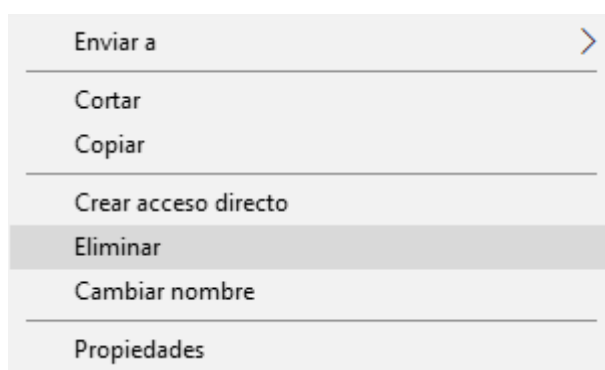 Enviar a
Cortar
Copiar
Crear acceso directo
Eliminar
Cambiar nombre
Propiedades